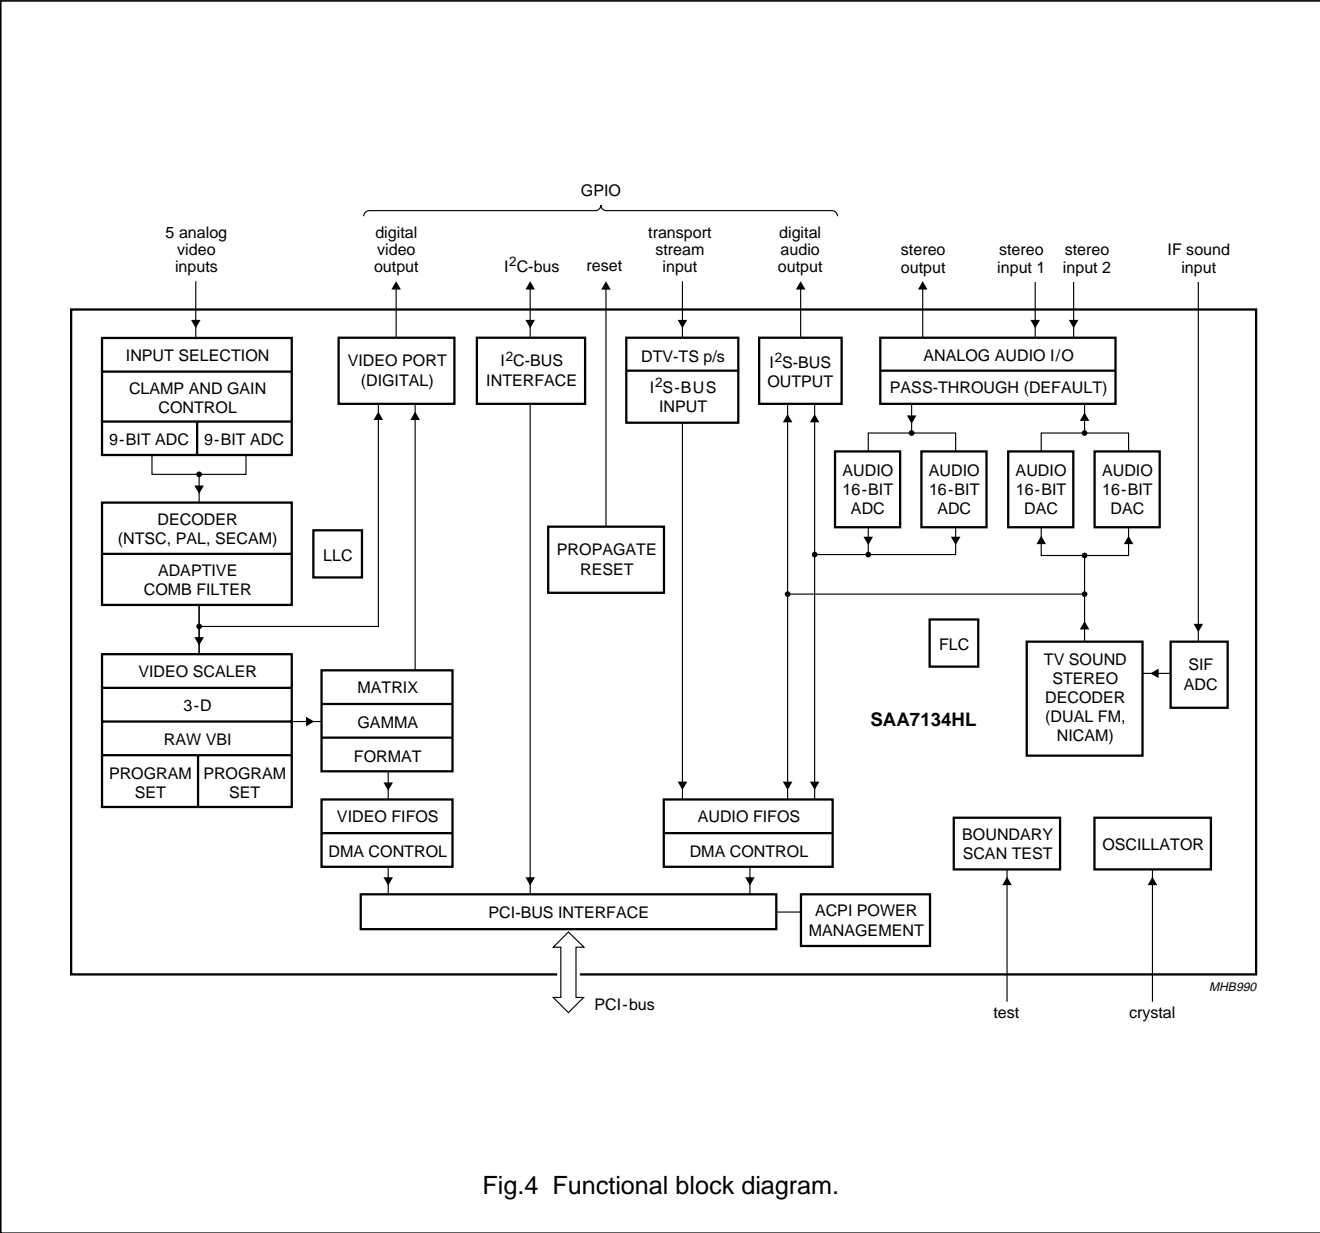 GPIO
5 analog
video
inputs
digital
video
output
I2C-bus
reset
transport
stream
input
digital
audio
output
stereo
output
stereo
input 1
stereo
input 2
IF sound
input
INPUT SELECTION
CLAMP AND GAIN
CONTROL
9-BIT ADC
9-BIT ADC
VIDEO PORT
(DIGITAL)
I2C-BUS
INTERFACE
DTV-TS p/s
I2S-BUS
INPUT
I2S-BUS
OUTPUT
ANALOG AUDIO I/O
PASS-THROUGH (DEFAULT)
AUDIO
16-BIT
ADC
AUDIO
16-BIT
ADC
AUDIO
16-BIT
DAC
AUDIO
16-BIT
DAC
DECODER
(NTSC, PAL, SECAM)
ADAPTIVE
COMB FILTER
LLC
PROPAGATE
RESET
FLC
TV SOUND
STEREO
DECODER
(DUAL FM,
NICAM)
SIF
ADC
VIDEO SCALER
3-D
RAW VBI
PROGRAM
SET
PROGRAM
SET
MATRIX
GAMMA
FORMAT
SAA7134HL
VIDEO FIFOS
DMA CONTROL
AUDIO FIFOS
DMA CONTROL
BOUNDARY
SCAN TEST
OSCILLATOR
PCI-BUS INTERFACE
ACPI POWER
MANAGEMENT
PCI-bus
test
crystal
MHB990
Fig.4 Functional block diagram.